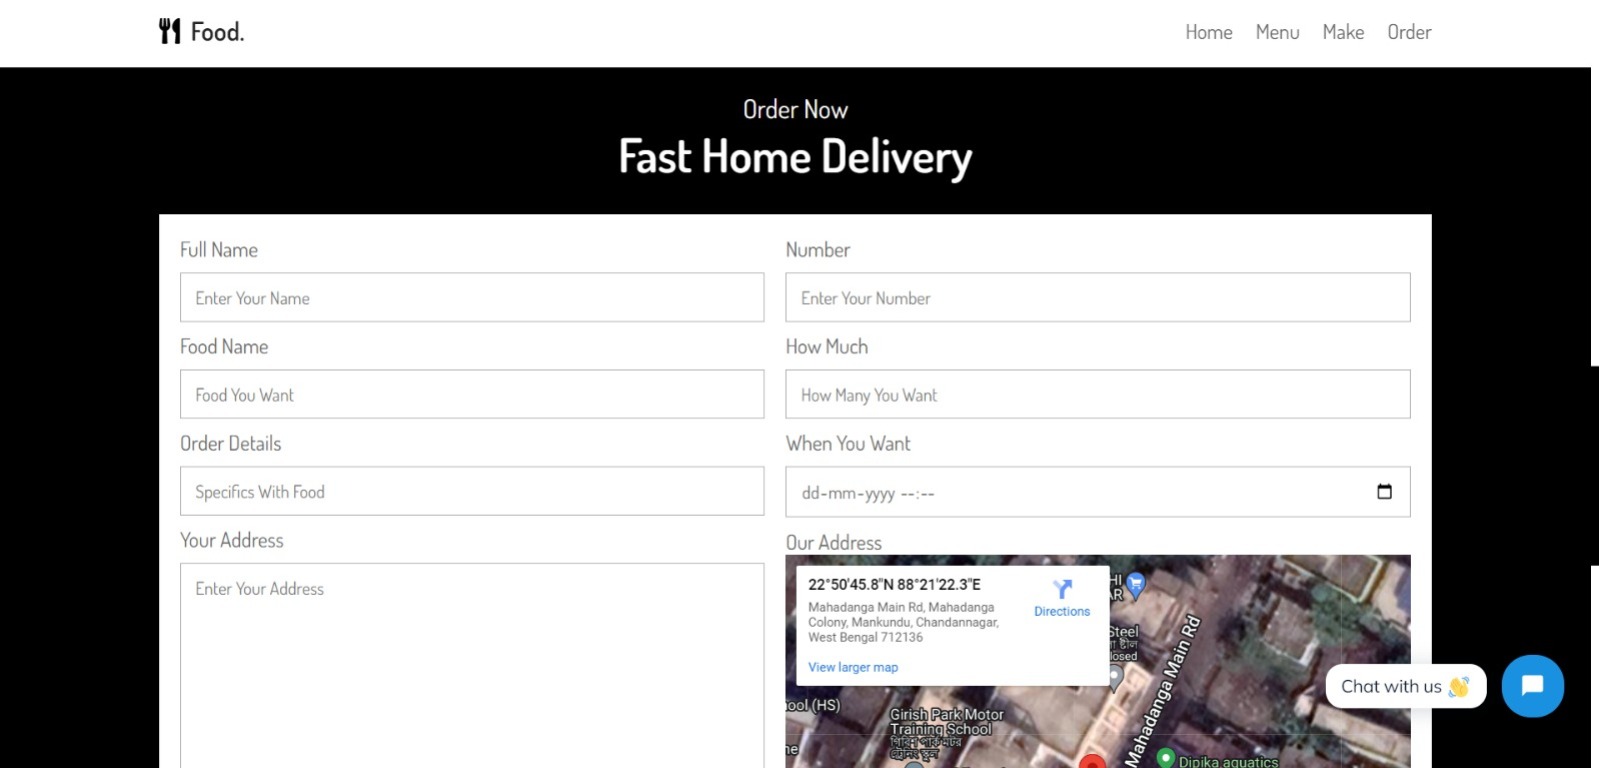 Food.
Home Menu Make Order
Order Now
Fast Home Delivery
Full Name
Enter Your Name
Number
Enter Your Number
Food Name
Food You Want
How Much
How Many You Want
Order Details
Specifics With Food
When You Want
dd-mm-yyyy --:--
Your Address
Enter Your Address
Our Address
22°50'45.8"N 88°21'22.3"E
Mahadanga Main Rd, Mahadanga
Colony, Mankundu, Chandannagar,
West Bengal 712136
Directions
View larger map
HI
AR
Steel
া ষ্টীল
losed
Mahadanga Main Rd
ool (HS)
Girish Park Motor
Training School
গিরিশ পার্ক মটর
ট্রেনিং স্কুল
ne
Dipika aquatics
Chat with us 👋